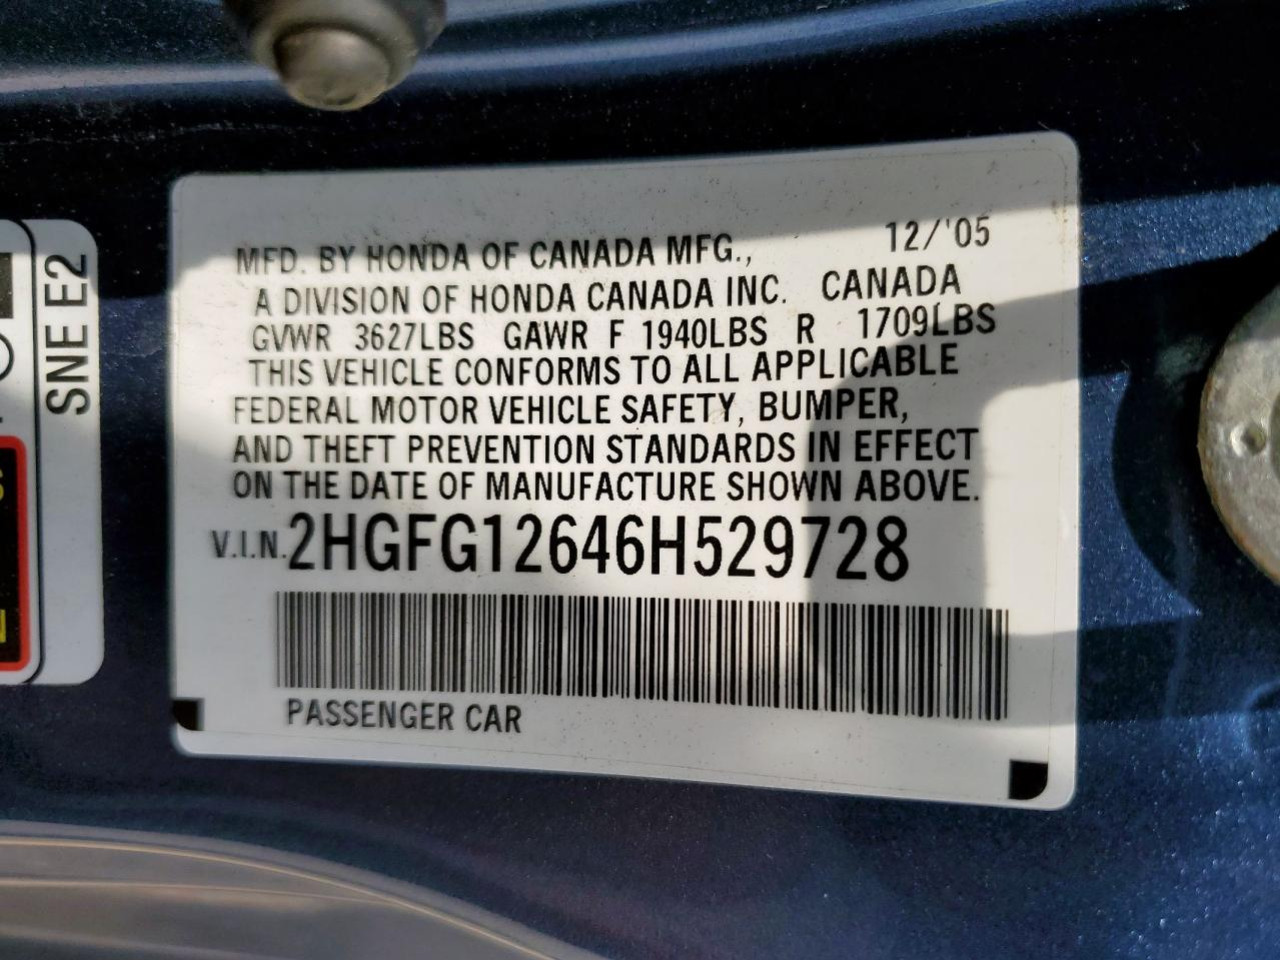 MFD. BY HONDA OF CANADA MFG., 12/'05
A DIVISION OF HONDA CANADA INC. CANADA
GVWR 3627LBS GAWR F 1940LBS R 1709LBS
THIS VEHICLE CONFORMS TO ALL APPLICABLE
FEDERAL MOTOR VEHICLE SAFETY, BUMPER,
AND THEFT PREVENTION STANDARDS IN EFFECT
ON THE DATE OF MANUFACTURE SHOWN ABOVE.
V.I.N. 2HGFG12646H529728
PASSENGER CAR
SNE E2